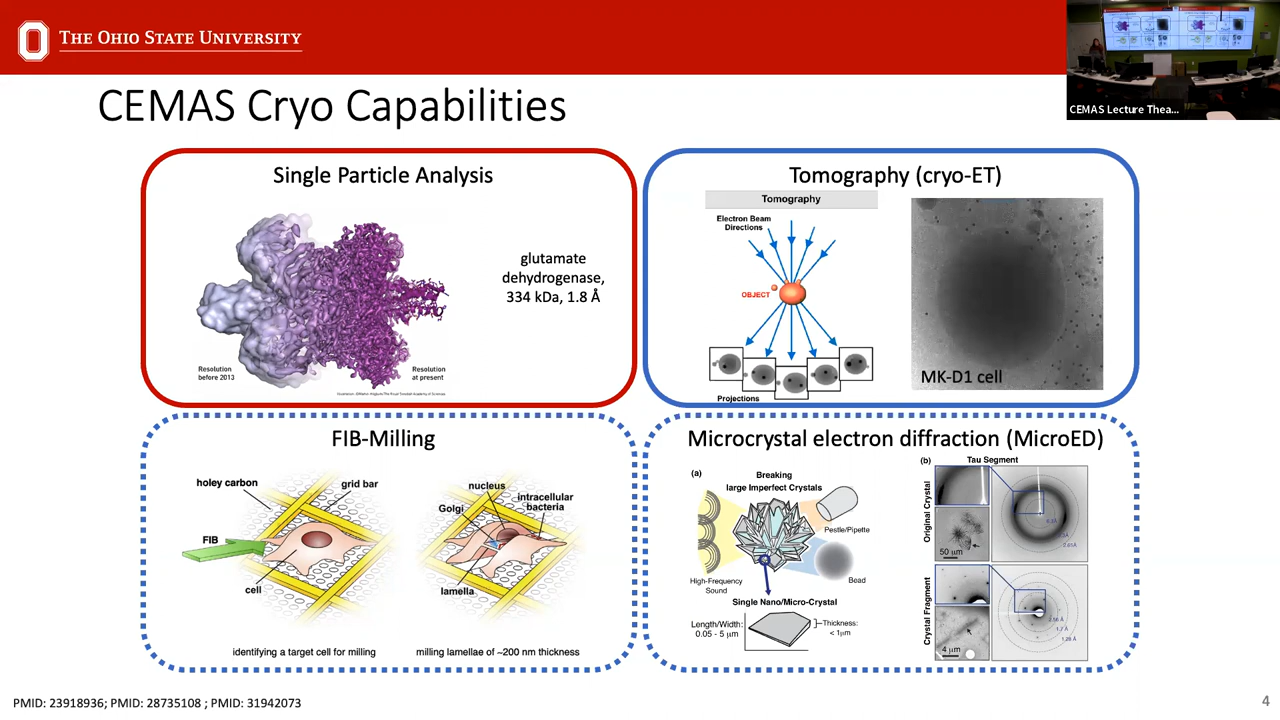 THE OHIO STATE UNIVERSITY
CEMAS Lecture Thea...
CEMAS Cryo Capabilities
Single Particle Analysis
glutamate
dehydrogenase,
334 kDa, 1.8 Å
Resolution
before 2013
Resolution
at present
Tomography (cryo-ET)
Tomography
Electron Beam
Directions
OBJECT
Projections
MK-D1 cell
FIB-Milling
holey carbon
grid bar
FIB
cell
identifying a target cell for milling
nucleus
Golgi
intracellular
bacteria
lamella
milling lamellae of ~200 nm thickness
Microcrystal electron diffraction (MicroED)
(a)
Breaking
large Imperfect Crystals
Pestle/Pipette
High-Frequency
Sound
Bead
Single Nano/Micro-Crystal
Length/Width:
0.05 - 5 μm
Thickness:
< 1μm
(b)
Tau Segment
Original Crystal
50 μm
Crystal Fragment
4 μm
1.7 Å
PMID: 23918936; PMID: 28735108 ; PMID: 31942073
4